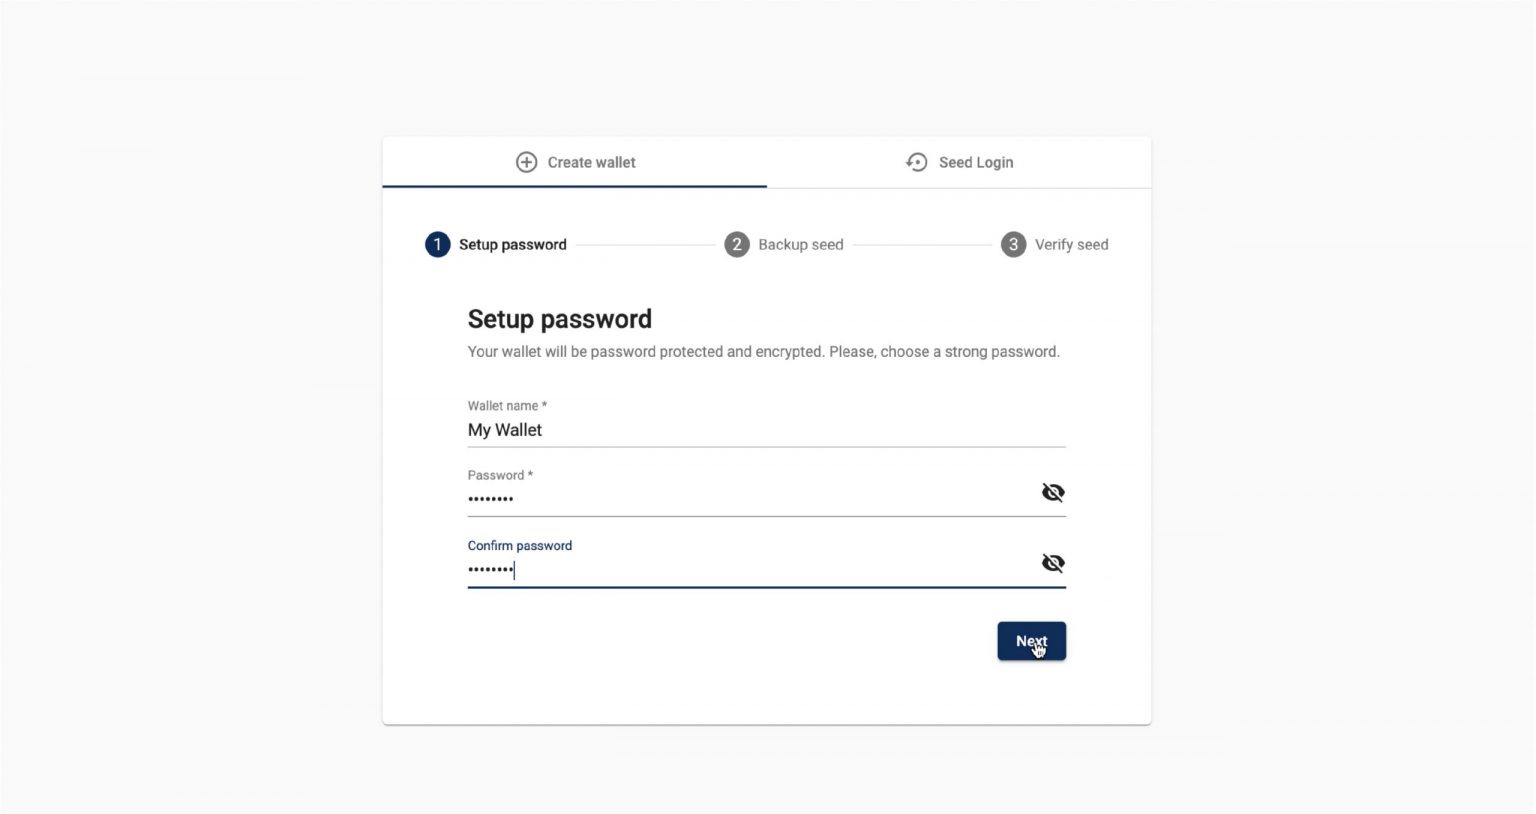 Create wallet
Seed Login
1 Setup password
2 Backup seed
3 Verify seed
Setup password
Your wallet will be password protected and encrypted. Please, choose a strong password.
Wallet name *
My Wallet
Password *
••••••••
Confirm password
••••••••
Next